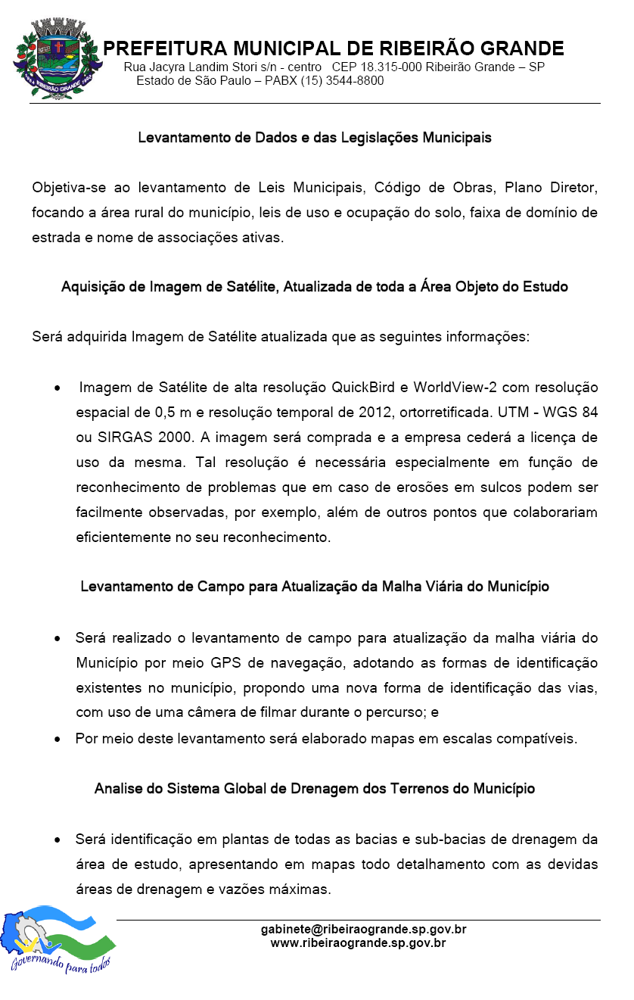 PREFEITURA MUNICIPAL DE RIBEIRÃO GRANDE
Rua Jacyra Landim Stori s/n - centro CEP 18.315-000 Ribeirão Grande – SP
Estado de São Paulo – PABX (15) 3544-8800
1964 RIBEIRÃO GRANDE 1992
Levantamento de Dados e das Legislações Municipais
Objetiva-se ao levantamento de Leis Municipais, Código de Obras, Plano Diretor,
focando a área rural do município, leis de uso e ocupação do solo, faixa de domínio de
estrada e nome de associações ativas.
Aquisição de Imagem de Satélite, Atualizada de toda a Área Objeto do Estudo
Será adquirida Imagem de Satélite atualizada que as seguintes informações:
• Imagem de Satélite de alta resolução QuickBird e WorldView-2 com resolução
espacial de 0,5 m e resolução temporal de 2012, ortorretificada. UTM - WGS 84
ou SIRGAS 2000. A imagem será comprada e a empresa cederá a licença de
uso da mesma. Tal resolução é necessária especialmente em função de
reconhecimento de problemas que em caso de erosões em sulcos podem ser
facilmente observadas, por exemplo, além de outros pontos que colaborariam
eficientemente no seu reconhecimento.
Levantamento de Campo para Atualização da Malha Viária do Município
• Será realizado o levantamento de campo para atualização da malha viária do
Município por meio GPS de navegação, adotando as formas de identificação
existentes no município, propondo uma nova forma de identificação das vias,
com uso de uma câmera de filmar durante o percurso; e
• Por meio deste levantamento será elaborado mapas em escalas compatíveis.
Analise do Sistema Global de Drenagem dos Terrenos do Município
• Será identificação em plantas de todas as bacias e sub-bacias de drenagem da
área de estudo, apresentando em mapas todo detalhamento com as devidas
áreas de drenagem e vazões máximas.
Governando para todos
gabinete@ribeiraogrande.sp.gov.br
www.ribeiraogrande.sp.gov.br